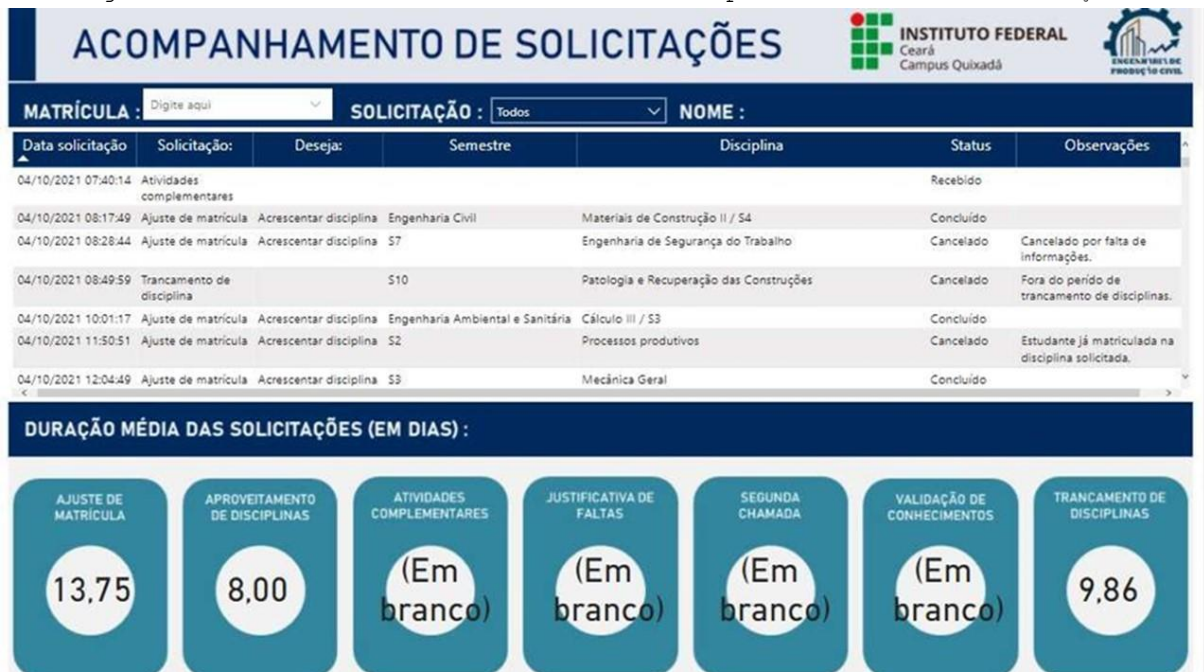 ACOMPANHAMENTO DE SOLICITAÇÕES
INSTITUTO FEDERAL
Ceará
Campus Quixadá
ENGENHARIA DE
PRODUÇÃO CIVIL
MATRÍCULA : Digite aqui SOLICITAÇÃO : Todos NOME :
Data solicitação Solicitação: Deseja: Semestre Disciplina Status Observações
04/10/2021 07:40:14 Atividades Recebido
complementares
04/10/2021 08:17:49 Ajuste de matrícula Acrescentar disciplina Engenharia Civil Materiais de Construção II / S4 Concluído
04/10/2021 08:28:44 Ajuste de matrícula Acrescentar disciplina S7 Engenharia de Segurança do Trabalho Cancelado Cancelado por falta de
informações.
04/10/2021 08:49:59 Trancamento de S10 Patologia e Recuperação das Construções Cancelado Fora do perído de
disciplina trancamento de disciplinas.
04/10/2021 10:01:17 Ajuste de matrícula Acrescentar disciplina Engenharia Ambiental e Sanitária Cálculo III / S3 Concluído
04/10/2021 11:50:51 Ajuste de matrícula Acrescentar disciplina S2 Processos produtivos Cancelado Estudante já matriculada na
disciplina solicitada.
04/10/2021 12:04:49 Ajuste de matrícula Acrescentar disciplina S3 Mecânica Geral Concluído
DURAÇÃO MÉDIA DAS SOLICITAÇÕES (EM DIAS) :
AJUSTE DE
MATRÍCULA
13,75
APROVEITAMENTO
DE DISCIPLINAS
8,00
ATIVIDADES
COMPLEMENTARES
(Em
branco)
JUSTIFICATIVA DE
FALTAS
(Em
branco)
SEGUNDA
CHAMADA
(Em
branco)
VALIDAÇÃO DE
CONHECIMENTOS
(Em
branco)
TRANCAMENTO DE
DISCIPLINAS
9,86